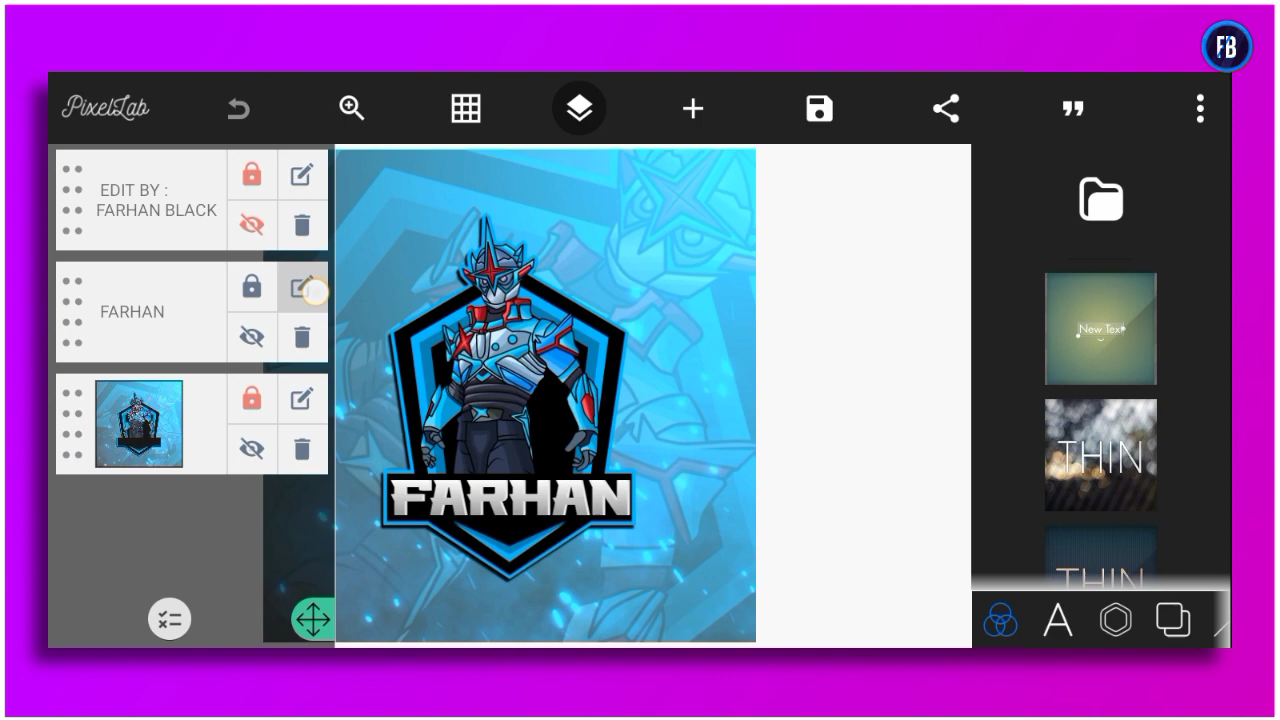 FB
PixelLab
EDIT BY :
FARHAN BLACK
FARHAN
FARHAN
New Text
THIN
THIN
A